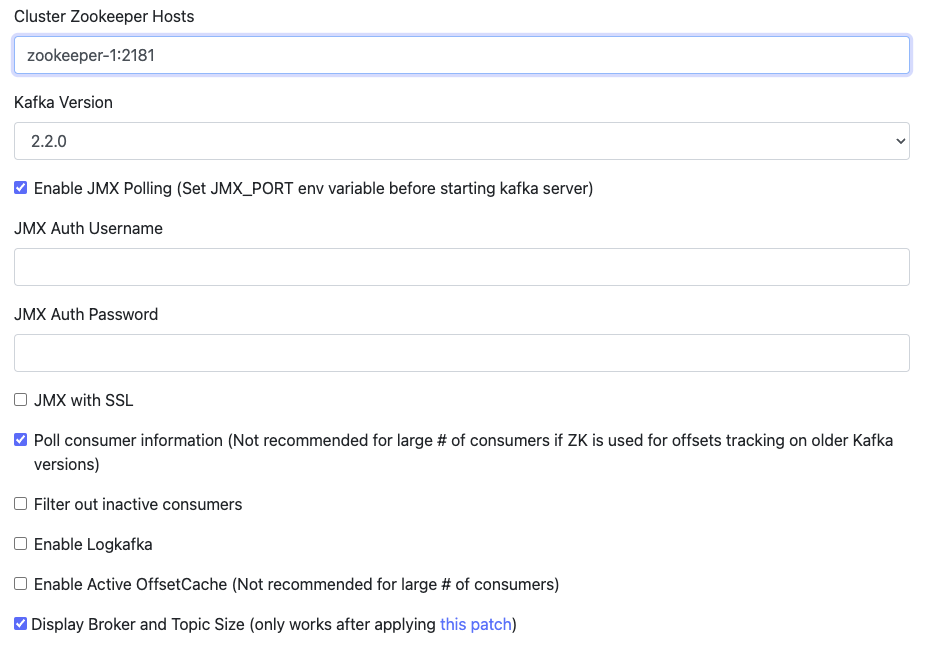 Cluster Zookeeper Hosts
zookeeper-1:2181
Kafka Version
2.2.0
Enable JMX Polling (Set JMX_PORT env variable before starting kafka server)
JMX Auth Username
JMX Auth Password
JMX with SSL
Poll consumer information (Not recommended for large # of consumers if ZK is used for offsets tracking on older Kafka
versions)
Filter out inactive consumers
Enable Logkafka
Enable Active OffsetCache (Not recommended for large # of consumers)
Display Broker and Topic Size (only works after applying this patch)